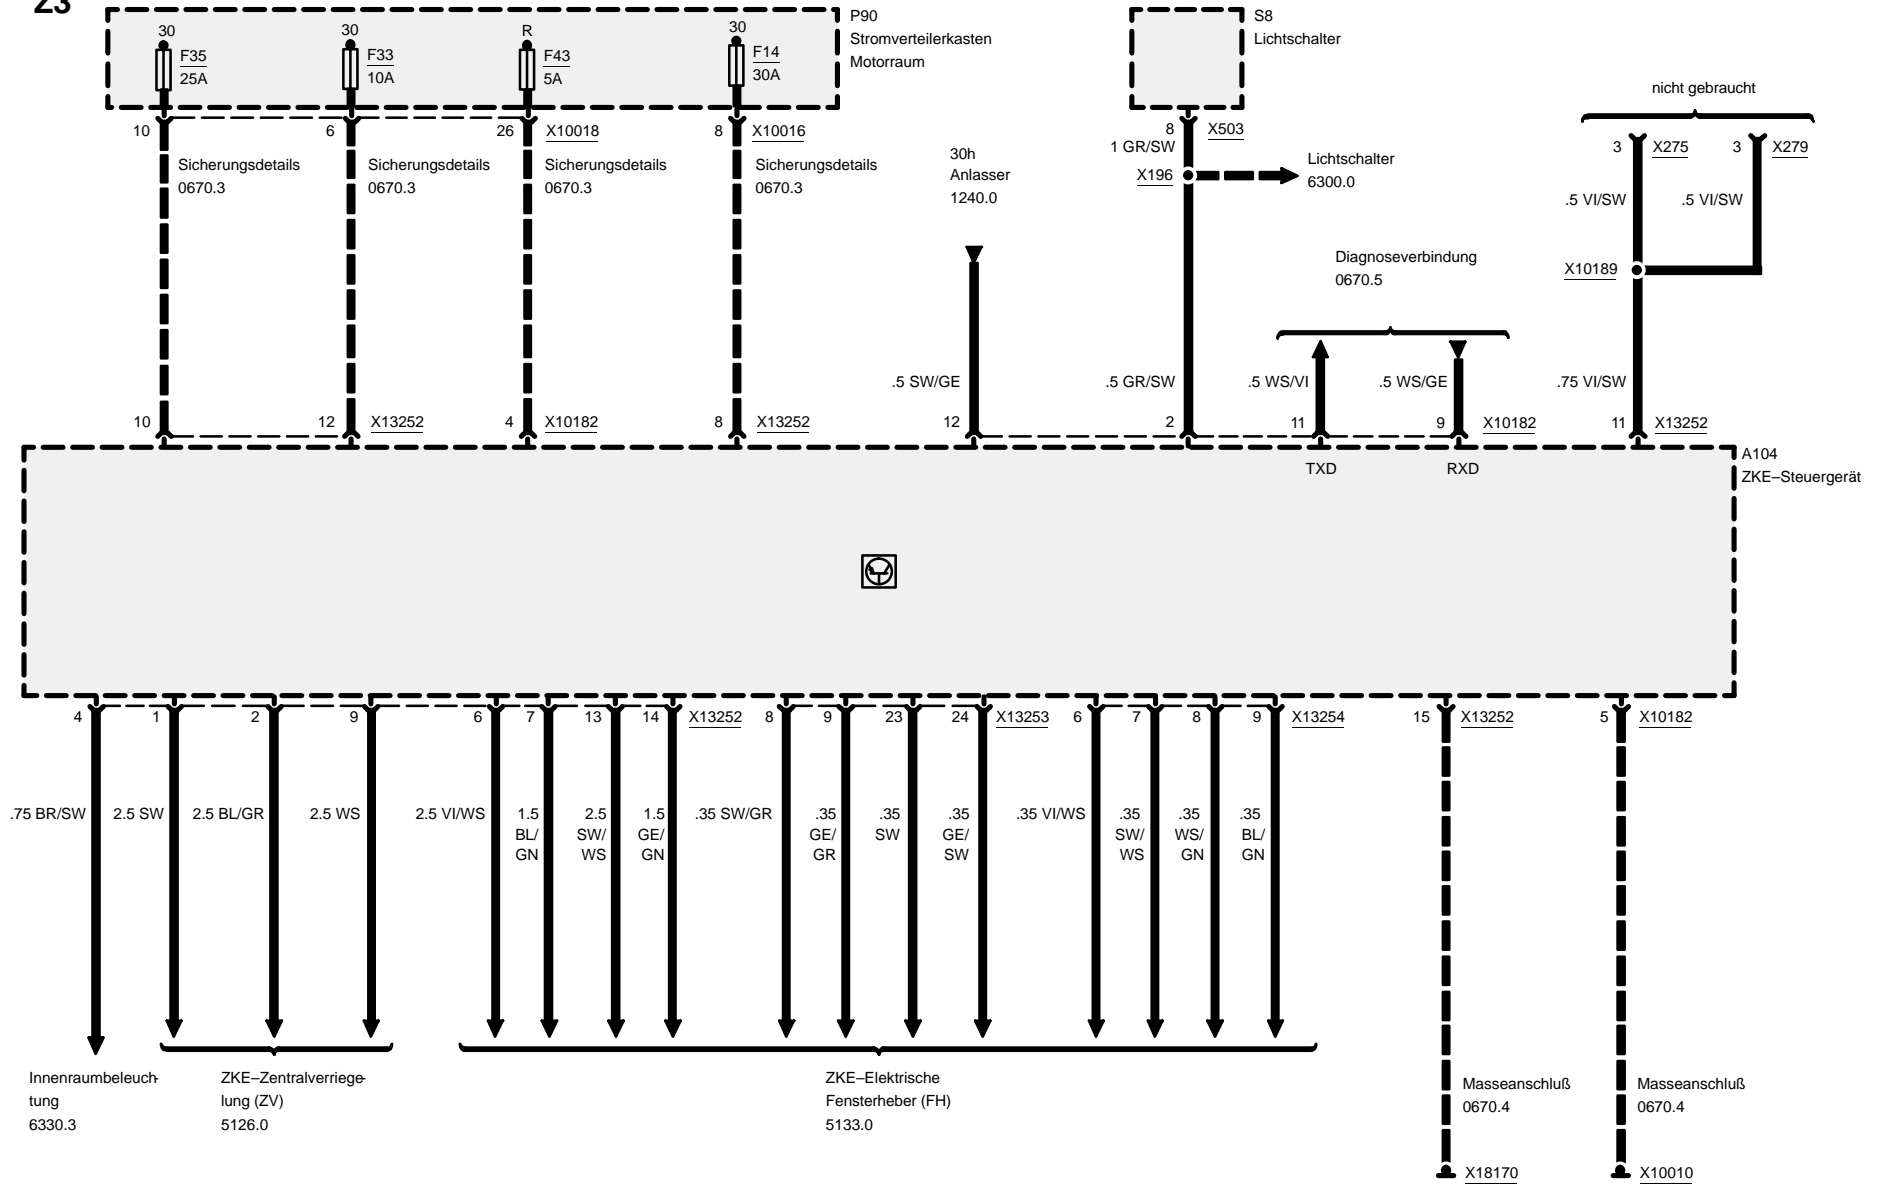 Z3
30
F35
25A
30
F33
10A
R
F43
5A
30
F14
30A
P90
Stromverteilerkasten
Motorraum
S8
Lichtschalter
nicht gebraucht
10
6
26
X10018
8
X10016
8
X503
1 GR/SW
3
X275
3
X279
Sicherungsdetails
0670.3
Sicherungsdetails
0670.3
Sicherungsdetails
0670.3
Sicherungsdetails
0670.3
30h
Anlasser
1240.0
X196
Lichtschalter
6300.0
.5 VI/SW
.5 VI/SW
Diagnoseverbindung
0670.5
X10189
.5 SW/GE
.5 GR/SW
.5 WS/VI
.5 WS/GE
.75 VI/SW
10
12
X13252
4
X10182
8
X13252
12
2
11
9
X10182
11
X13252
TXD
RXD
A104
ZKE–Steuergerät
4
1
2
9
6
7
13
14
X13252
8
9
23
24
X13253
6
7
8
9
X13254
15
X13252
5
X10182
.75 BR/SW
2.5 SW
2.5 BL/GR
2.5 WS
2.5 VI/WS
1.5
BL/
GN
2.5
SW/
WS
1.5
GE/
GN
.35 SW/GR
.35
GE/
GR
.35
SW
.35
GE/
SW
.35 VI/WS
.35
SW/
WS
.35
WS/
GN
.35
BL/
GN
Innenraumbeleuch-
tung
6330.3
ZKE–Zentralverriege-
lung (ZV)
5126.0
ZKE–Elektrische
Fensterheber (FH)
5133.0
Masseanschluß
0670.4
Masseanschluß
0670.4
X18170
X10010